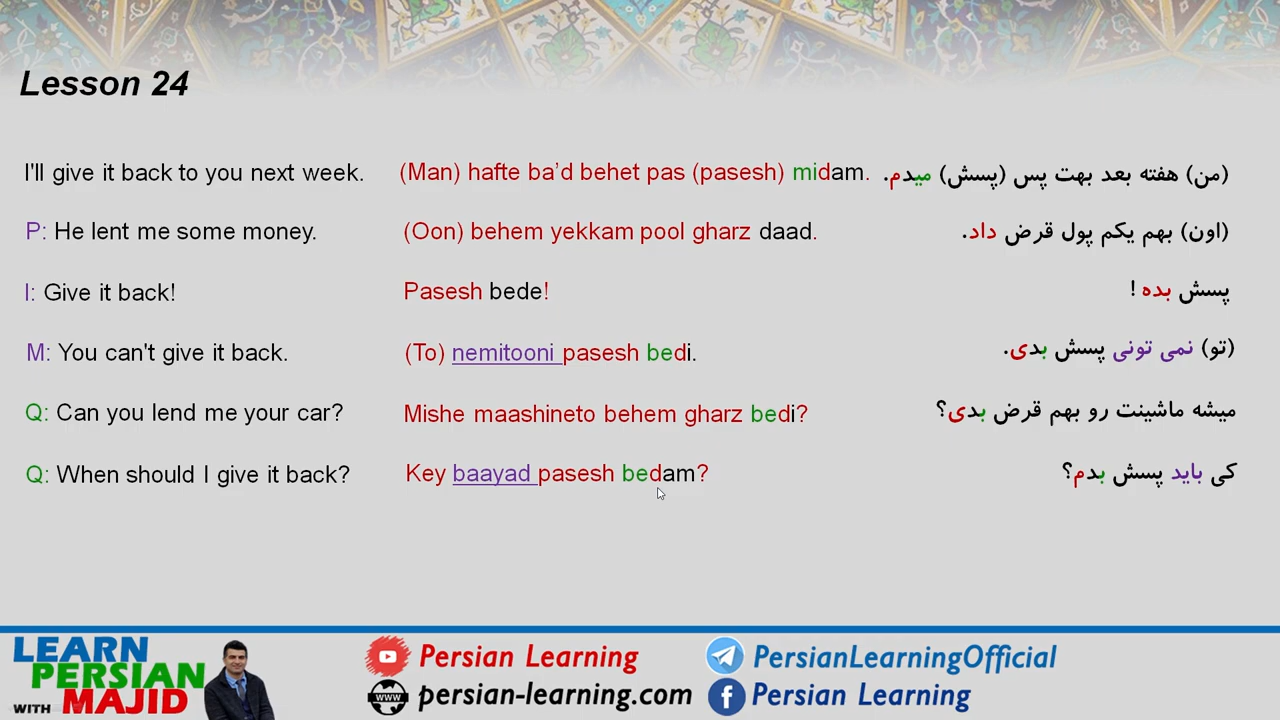 Lesson 24
I'll give it back to you next week. (Man) hafte ba’d behet pas (pasesh) midam. (من) هفته بعد بهت پس (پسش) میدم.
P: He lent me some money. (Oon) behem yekkam pool gharz daad. (اون) بهم یکم پول قرض داد.
I: Give it back! Pasesh bede! پسش بده !
M: You can't give it back. (To) nemitooni pasesh bedi. (تو) نمی تونی پسش بدی.
Q: Can you lend me your car? Mishe maashineto behem gharz bedi? میشه ماشینت رو بهم قرض بدی؟
Q: When should I give it back? Key baayad pasesh bedam? کی باید پسش بدم؟
LEARN
PERSIAN
WITH MAJID
Persian Learning
www
persian-learning.com
PersianLearningOfficial
Persian Learning